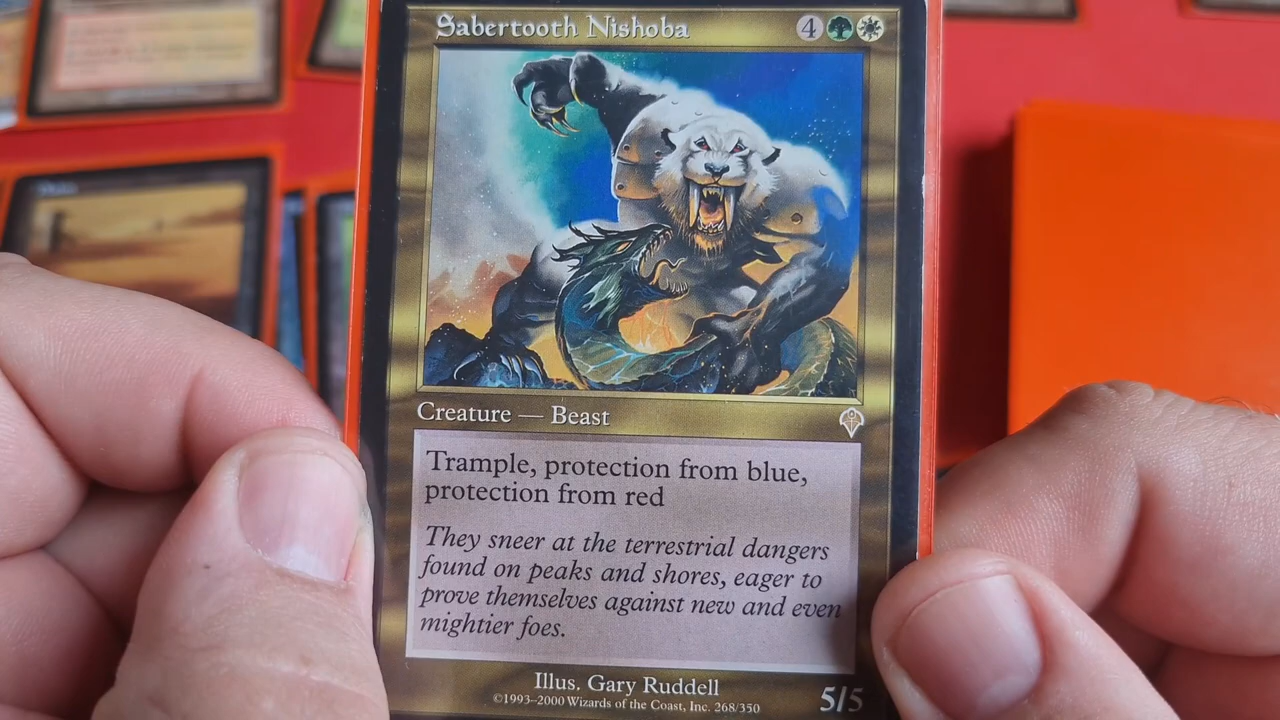 Sabertooth Nishoba 4
Creature — Beast
Trample, protection from blue,
protection from red
They sneer at the terrestrial dangers
found on peaks and shores, eager to
prove themselves against new and even
mightier foes.
Illus. Gary Ruddell
©1993–2000 Wizards of the Coast, Inc. 268/350
5/5